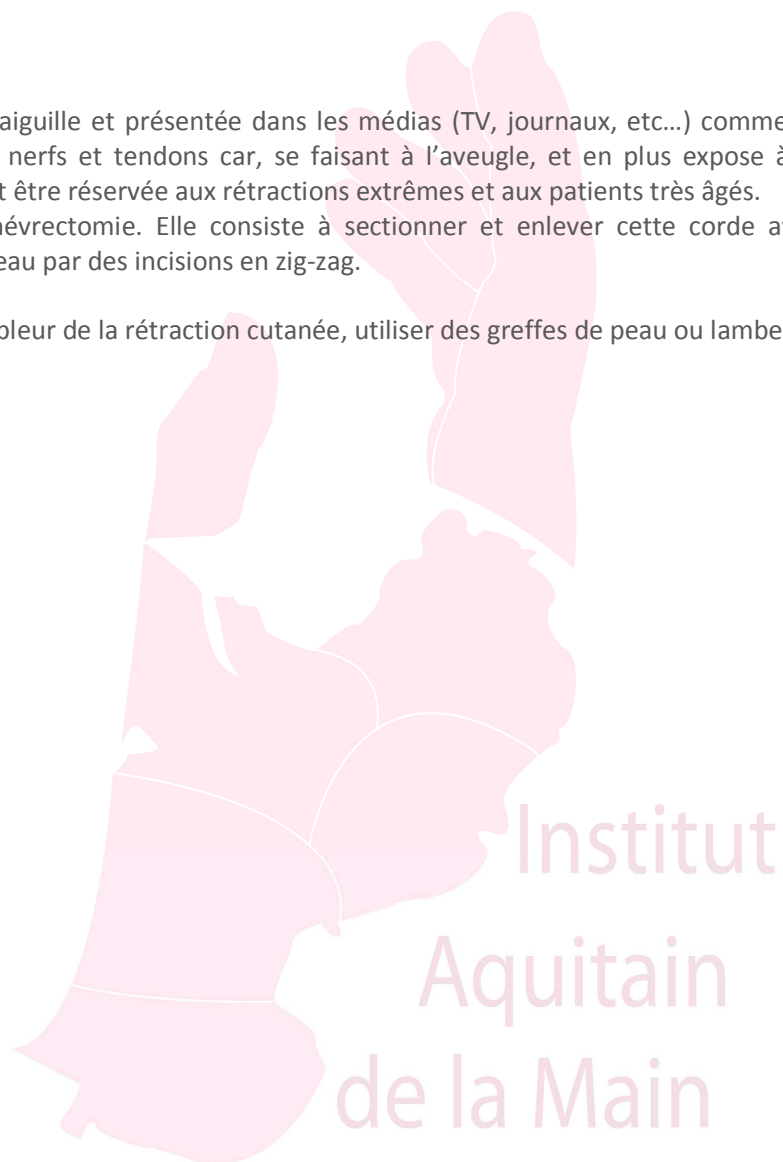 aiguille et présentée dans les médias (TV, journaux, etc…) comme
nerfs et tendons car, se faisant à l’aveugle, et en plus expose à
t être réservée aux rétractions extrêmes et aux patients très âgés.
névrectomie. Elle consiste à sectionner et enlever cette corde a
eau par des incisions en zig-zag.
pleur de la rétraction cutanée, utiliser des greffes de peau ou lambe
Institut
Aquitain
de la Main